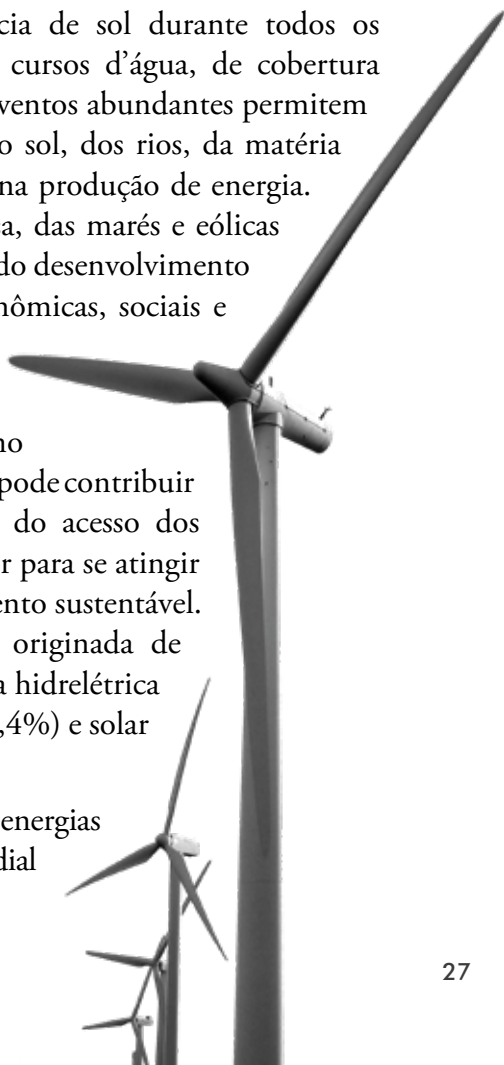 cia de sol durante todos os
cursos d’água, de cobertura
ventos abundantes permitem
o sol, dos rios, da matéria
na produção de energia.
a, das marés e eólicas
do desenvolvimento
nômicas, sociais e
no
pode contribuir
do acesso dos
r para se atingir
ento sustentável.
originada de
a hidrelétrica
,4%) e solar
energias
dial
27